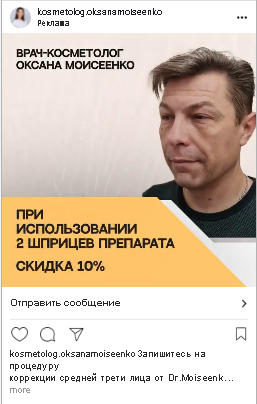 kosmetolog.oksanamoiseenko
Реклама
ВРАЧ-КОСМЕТОЛОГ
ОКСАНА МОИСЕЕНКО
ПРИ
ИСПОЛЬЗОВАНИИ
2 ШПРИЦЕВ ПРЕПАРАТА
СКИДКА 10%
Отправить сообщение
kosmetolog.oksanamoiseenko Запишитесь на
процедуру
коррекции средней трети лица от Dr.Moiseenk...
more